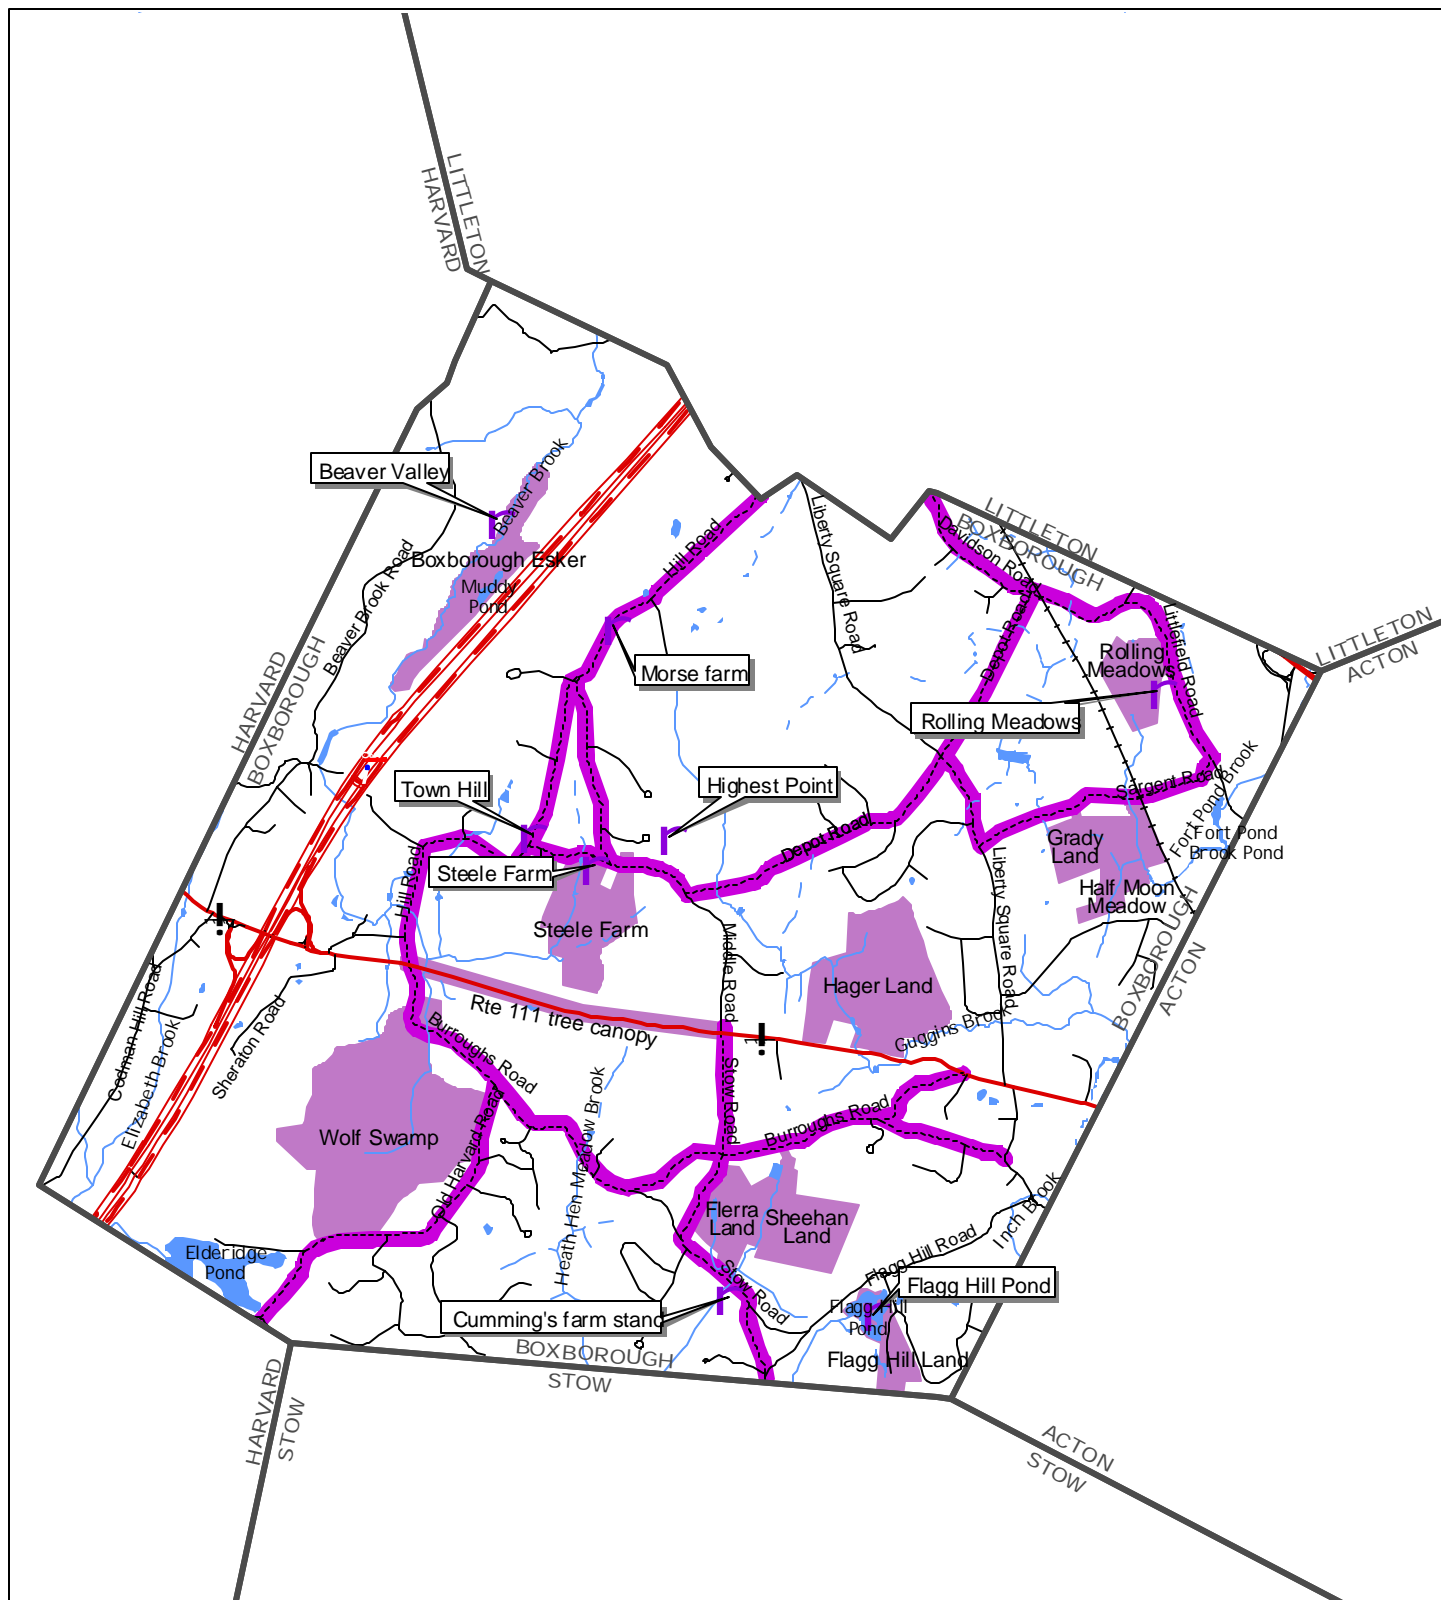 LITTLETON
HARVARD
Beaver Valley
Beaver Brook
Boxborough Esker
Muddy
Pond
Beaver Brook Road
HARVARD
BOXBOROUGH
Hill Road
Liberty Square Road
Davidson Road
LITTLETON
BOXBOROUGH
Depot Road
Littlefield Road
Rolling
Meadows
LITTLETON
ACTON
Morse farm
Rolling Meadows
Town Hill
Highest Point
Sargent Road
Fort Pond Brook
Fort Pond
Brook Pond
Depot Road
Grady
Land
Half Moon
Meadow
Steele Farm
Hill Road
Steele Farm
Middle Road
Liberty Square Road
BOXBOROUGH
ACTON
Hager Land
Rte 111 tree canopy
Guggins Brook
Codman Hill Road
Elizabeth Brook
Sheraton Road
Burroughs Road
Stow Road
Burroughs Road
Wolf Swamp
Old Harvard Road
Heath Hen Meadow Brook
Flerra
Land
Sheehan
Land
Inch Brook
Flagg Hill Road
Elderidge
Pond
Stow Road
Flagg Hill Pond
Flagg Hill
Pond
Cumming's farm stand
Flagg Hill Land
BOXBOROUGH
STOW
HARVARD
STOW
ACTON
STOW